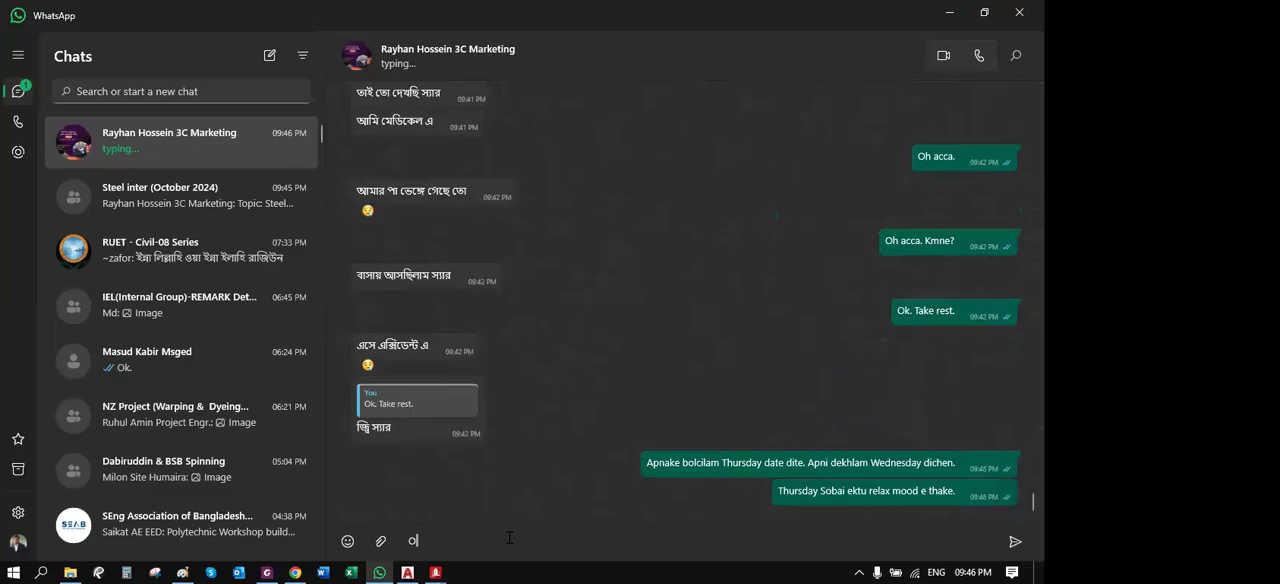 WhatsApp
Chats
Search or start a new chat
Rayhan Hossein 3C Marketing 09:46 PM
typing...
Steel inter (October 2024) 09:45 PM
Rayhan Hossein 3C Marketing: Topic: Steel...
RUET - Civil-08 Series 07:33 PM
~zafor: ইন্না লিল্লাহি ওয়া ইন্না ইলাহি রাজিউন
IEL(Internal Group)-REMARK Det... 06:45 PM
Md: Image
Masud Kabir Msged 06:24 PM
Ok.
NZ Project (Warping & Dyeing... 06:21 PM
Ruhul Amin Project Engr.: Image
Dabiruddin & BSB Spinning 05:04 PM
Milon Site Humaira: Image
SEng Association of Bangladesh... 04:38 PM
Saikat AE EED: Polytechnic Workshop build...
SEAB
1
Rayhan Hossein 3C Marketing
typing...
তাই তো দেখছি স্যার 09:41 PM
আমি মেডিকেল এ 09:41 PM
Oh acca. 09:42 PM
আমার পা ভেঙ্গে গেছে তো 09:42 PM
Oh acca. Kmne? 09:42 PM
বাসায় আসছিলাম স্যার 09:42 PM
Ok. Take rest. 09:42 PM
এসে এক্সিডেন্ট এ 09:42 PM
You
Ok. Take rest.
জ্বি স্যার 09:42 PM
Apnake bolcilam Thursday date dite. Apni dekhlam Wednesday dichen. 09:46 PM
Thursday Sobai ektu relax mood e thake. 09:46 PM
O
ENG 09:46 PM